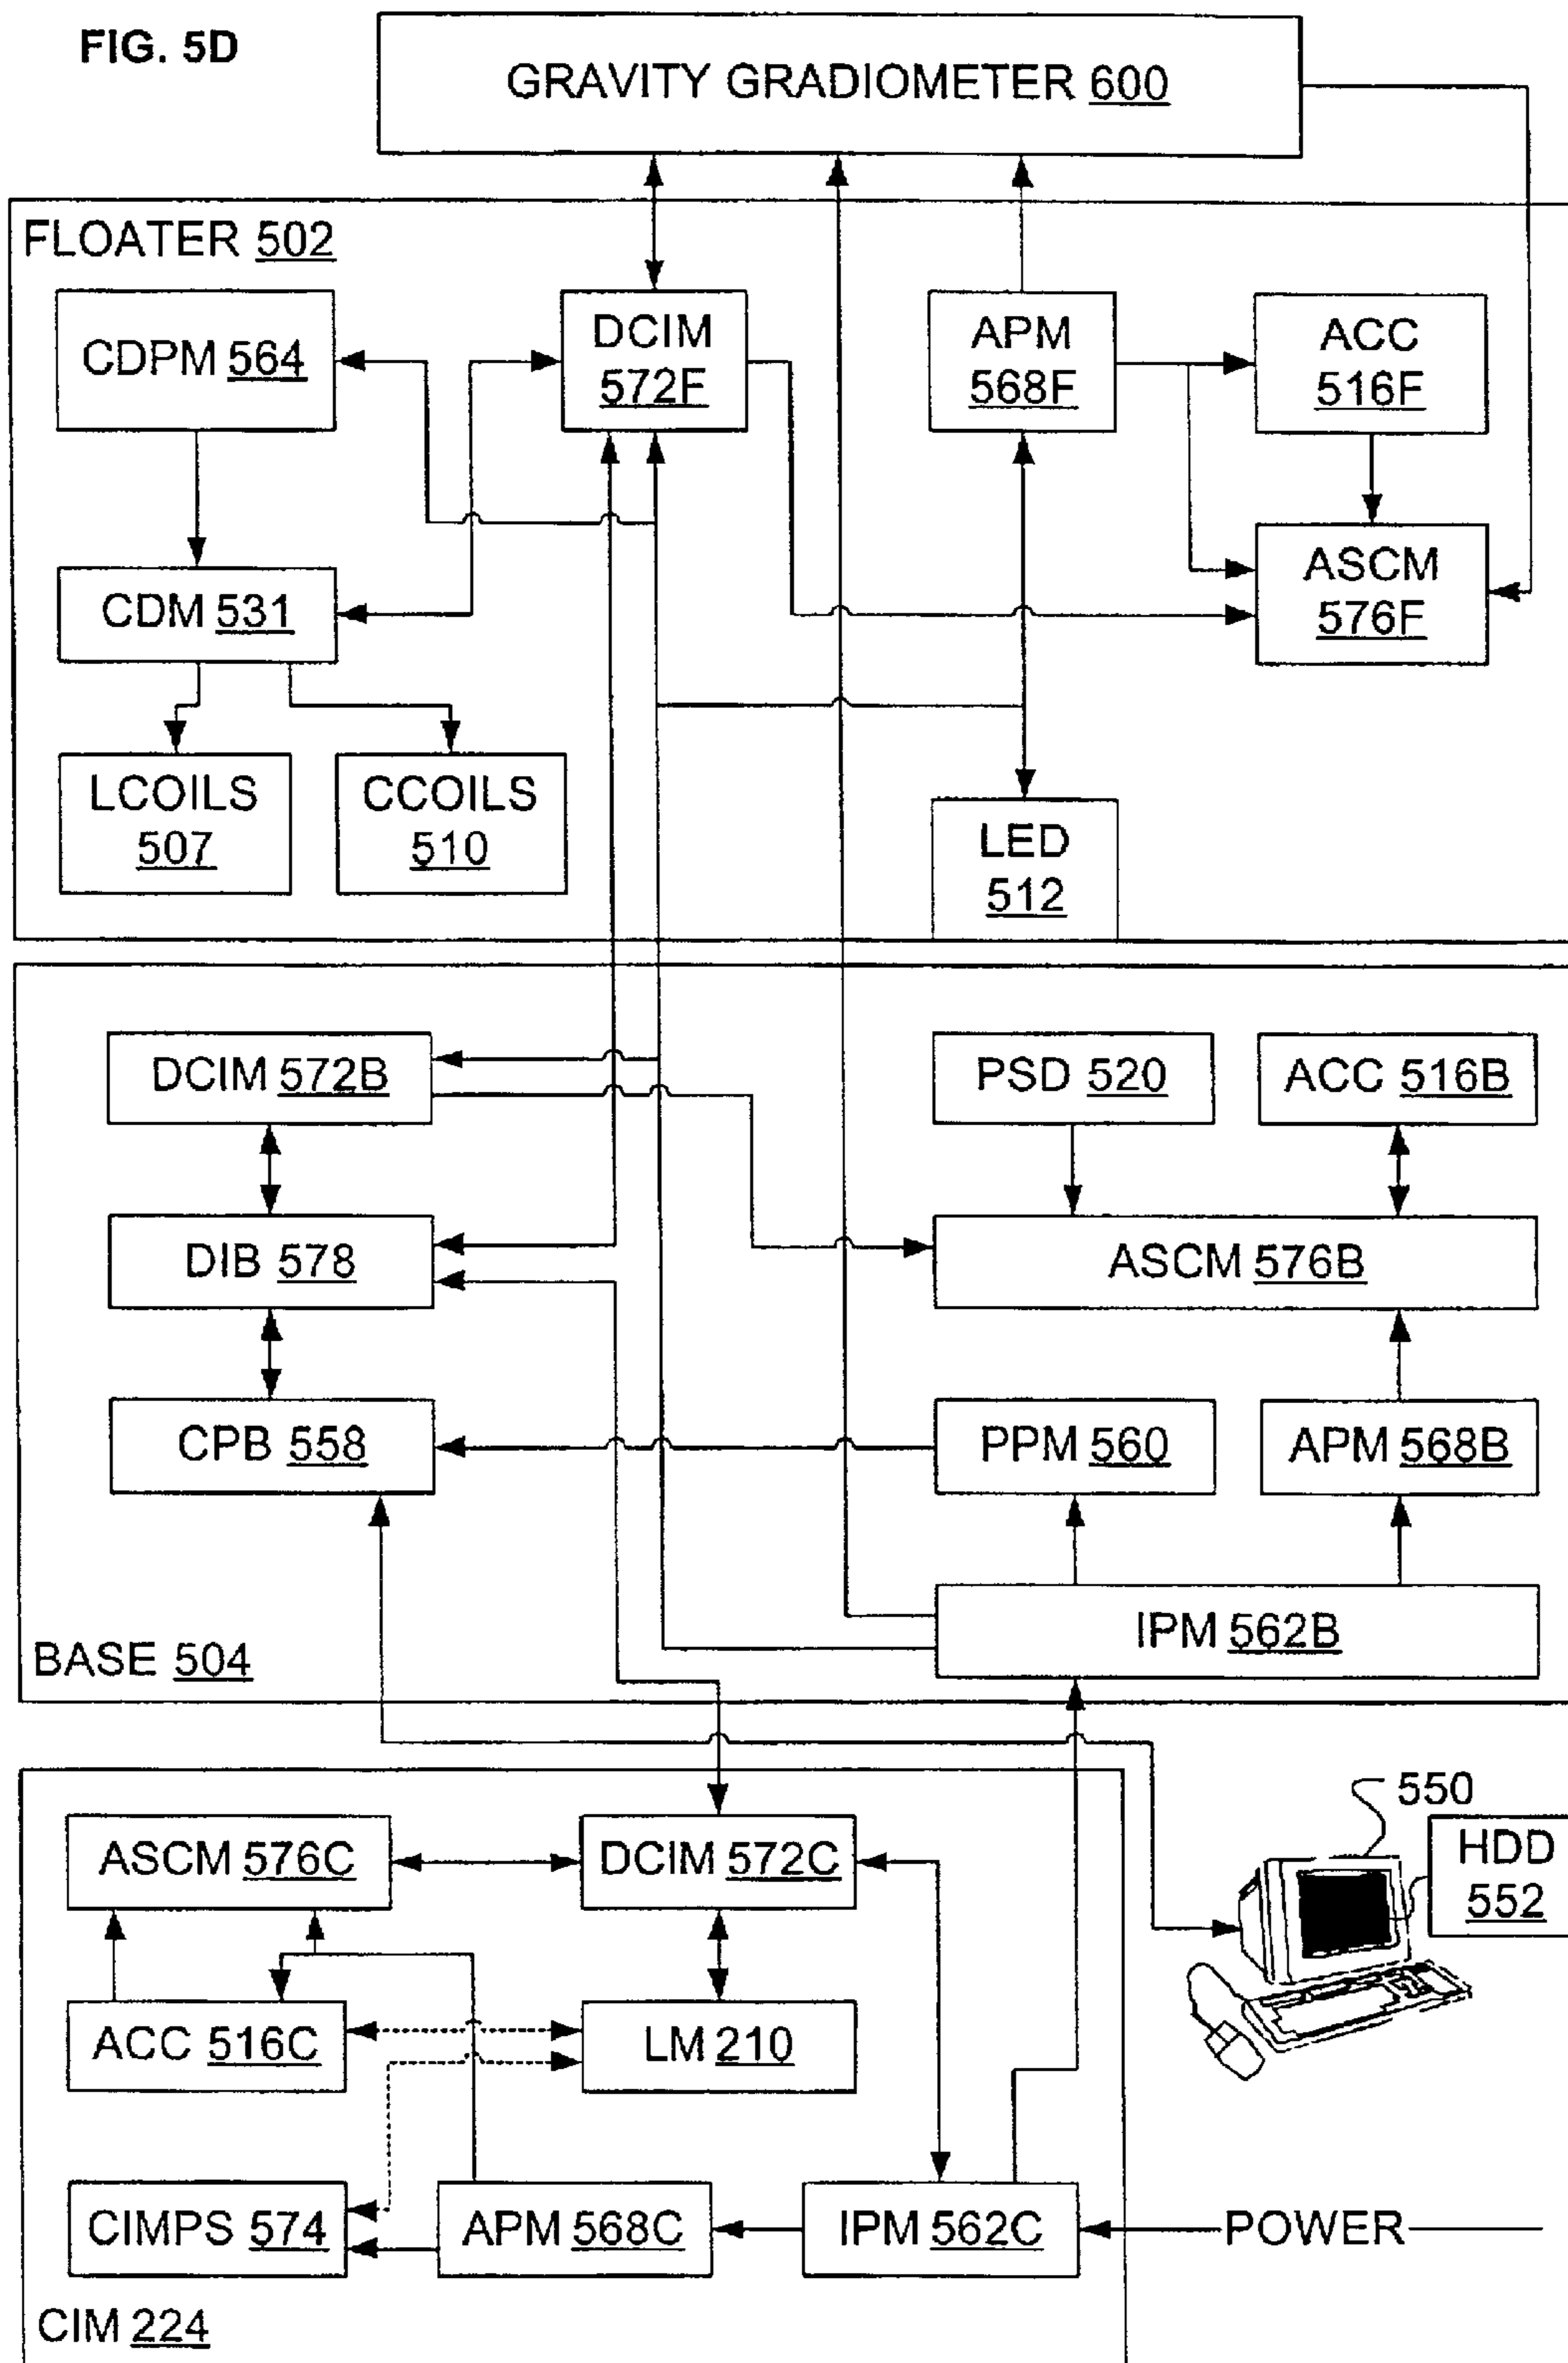 FIG. 5D
GRAVITY GRADIOMETER 600
FLOATER 502
CDPM 564
DCIM
572F
APM
568F
ACC
516F
CDM 531
ASCM
576F
LCOILS
507
CCOILS
510
LED
512
DCIM 572B
PSD 520
ACC 516B
DIB 578
ASCM 576B
CPB 558
PPM 560
APM 568B
IPM 562B
BASE 504
550
HDD
552
ASCM 576C
DCIM 572C
ACC 516C
LM 210
CIMPS 574
APM 568C
IPM 562C
POWER
CIM 224